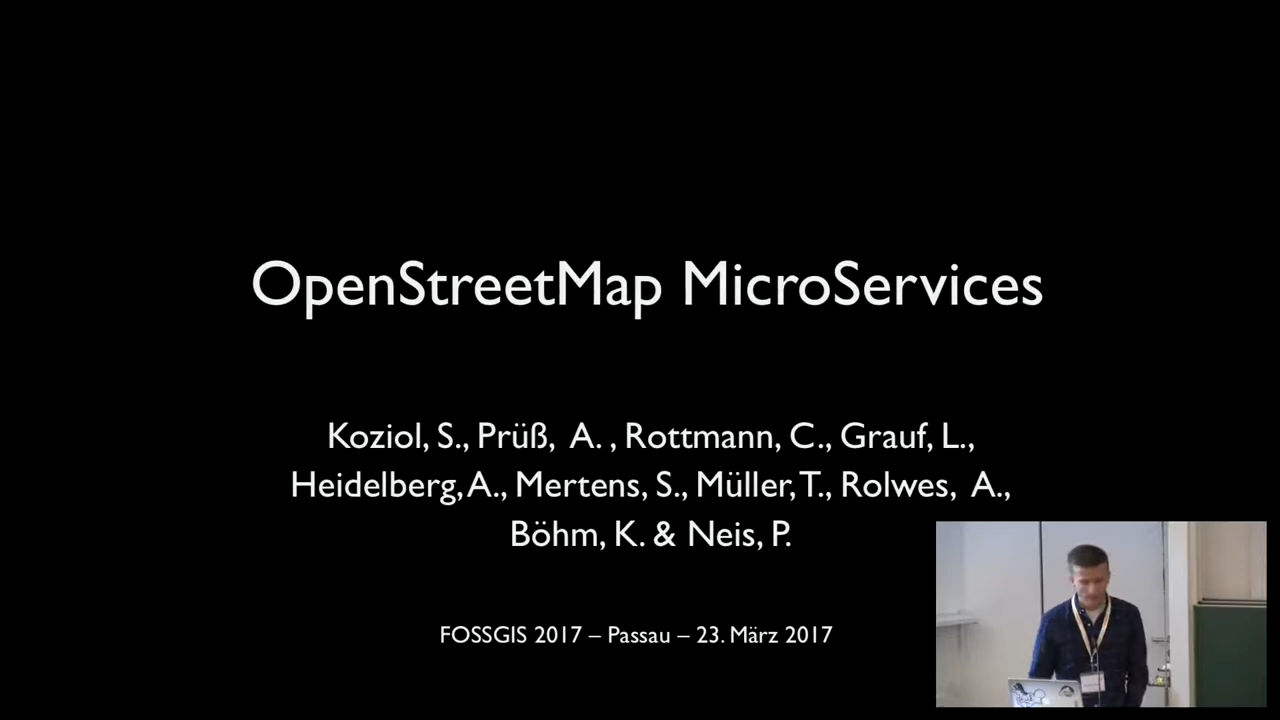 OpenStreetMap MicroServices
Koziol, S., Prüß, A. , Rottmann, C., Grauf, L.,
Heidelberg, A., Mertens, S., Müller, T., Rolwes, A.,
Böhm, K. & Neis, P.
FOSSGIS 2017 – Passau – 23. März 2017